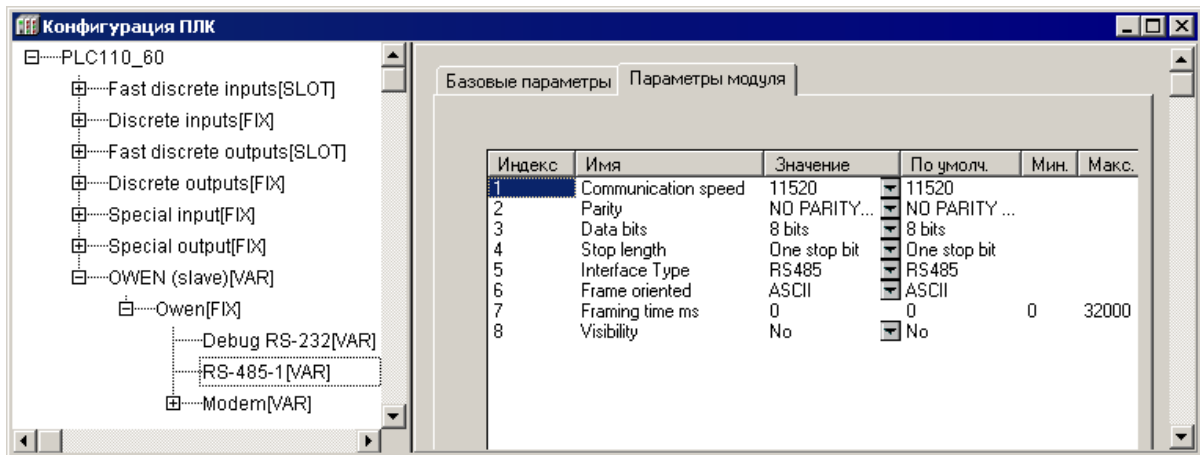 Конфигурация ПЛК
PLC110_60
Fast discrete inputs[SLOT]
Discrete inputs[FIX]
Fast discrete outputs[SLOT]
Discrete outputs[FIX]
Special input[FIX]
Special output[FIX]
OWEN (slave)[VAR]
Owen[FIX]
Debug RS-232[VAR]
RS-485-1[VAR]
Modem[VAR]
Базовые параметры Параметры модуля
Индекс Имя Значение По умолч. Мин. Макс.
1 Communication speed 11520 11520
2 Parity NO PARITY... NO PARITY ...
3 Data bits 8 bits 8 bits
4 Stop length One stop bit One stop bit
5 Interface Type RS485 RS485
6 Frame oriented ASCII ASCII
7 Framing time ms 0 0 0 32000
8 Visibility No No